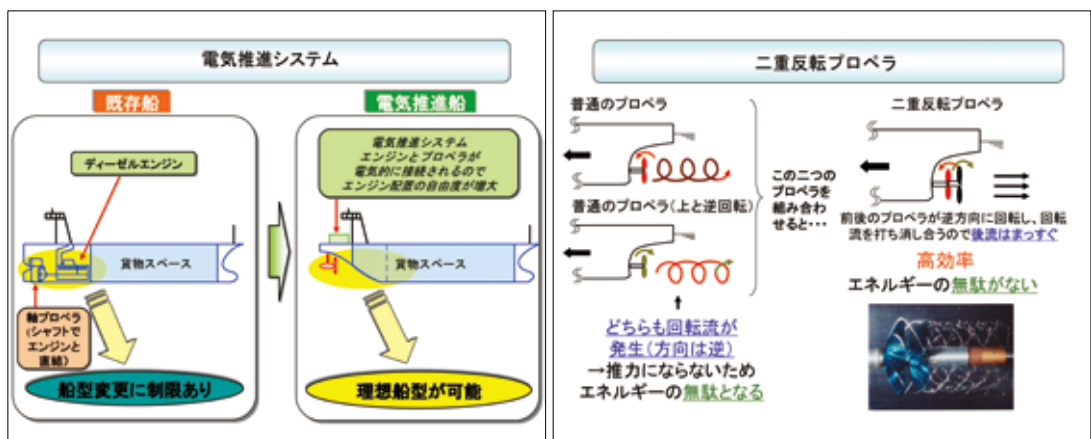 電気推進システム
既存船
ディーゼルエンジン
貨物スペース
軸プロペラ
(シャフトで
エンジンと
直結)
船型変更に制限あり
電気推進船
電気推進システム
エンジンとプロペラが
電気的に接続されるので
エンジン配置の自由度が増大
貨物スペース
理想船型が可能
二重反転プロペラ
普通のプロペラ
普通のプロペラ(上と逆回転)
どちらも回転流が
発生(方向は逆)
→推力にならないため
エネルギーの無駄となる
この二つの
プロペラを
組み合わ
せると・・・
二重反転プロペラ
前後のプロペラが逆方向に回転し、回転
流を打ち消し合うので後流はまっすぐ
高効率
エネルギーの無駄がない